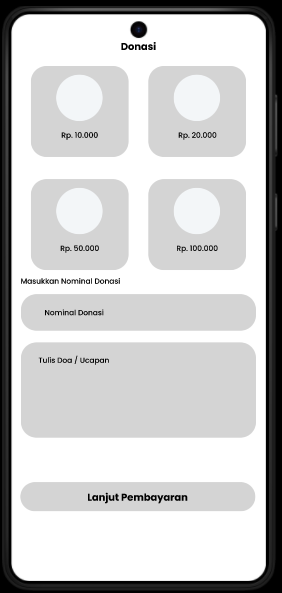 Donasi
Rp. 10.000
Rp. 20.000
Rp. 50.000
Rp. 100.000
Masukkan Nominal Donasi
Nominal Donasi
Tulis Doa / Ucapan
Lanjut Pembayaran